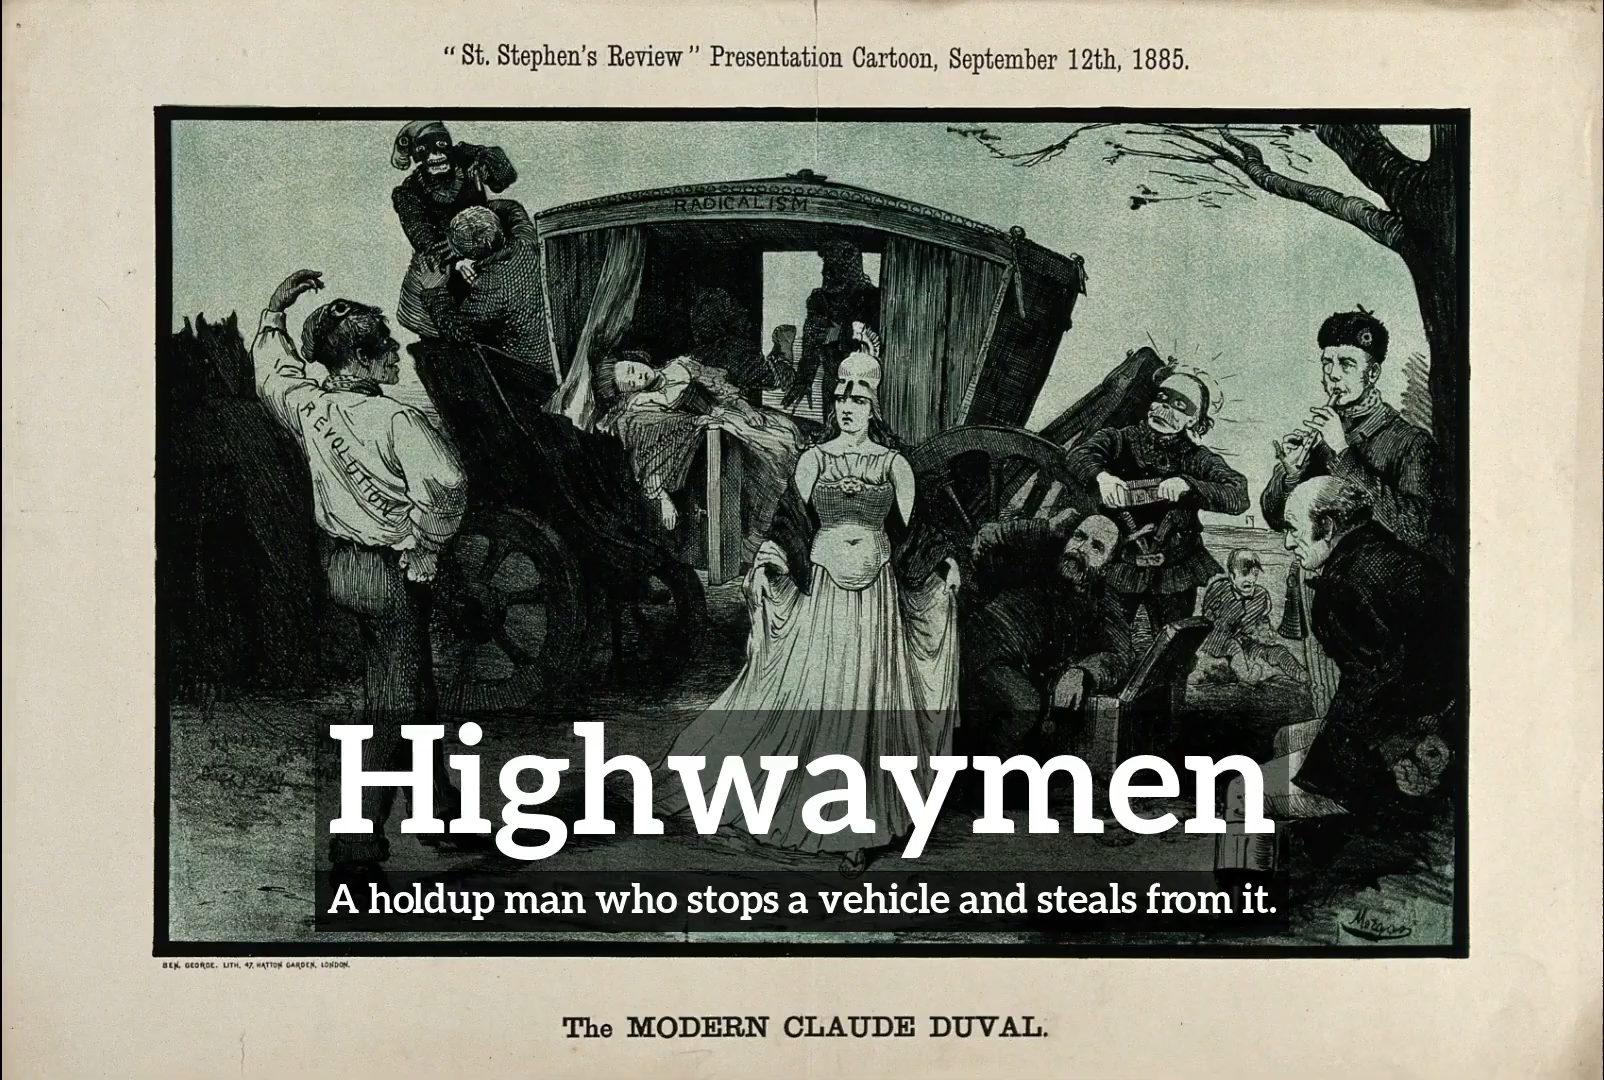 “ St. Stephen's Review ” Presentation Cartoon, September 12th, 1885.
RADICALISM
REVOLUTION
Highwaymen
A holdup man who stops a vehicle and steals from it.
Morgan
BEN. GEORGE. LITH, 47, HATTON GARDEN, LONDON.
The MODERN CLAUDE DUVAL.